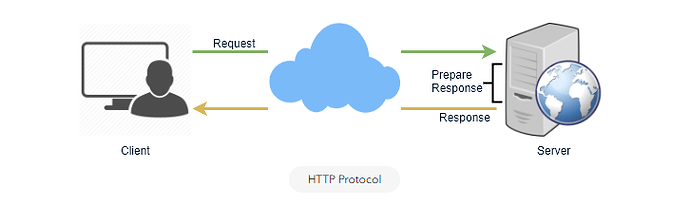 Request
Prepare
Response
Response
Client
Server
HTTP Protocol